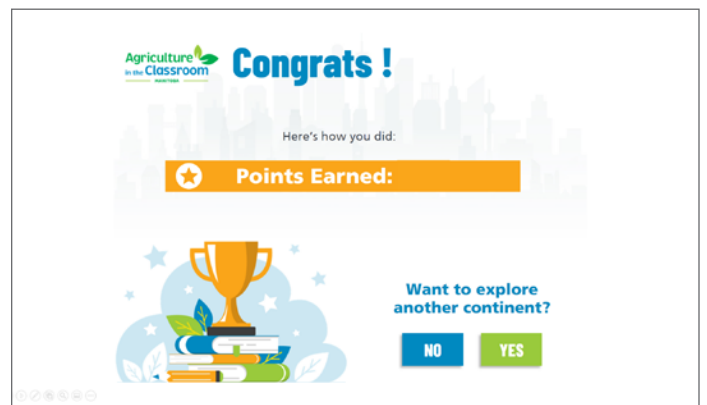 Agriculture
in the Classroom
Congrats !
Here's how you did:
Points Earned:
Want to explore
another continent?
NO
YES